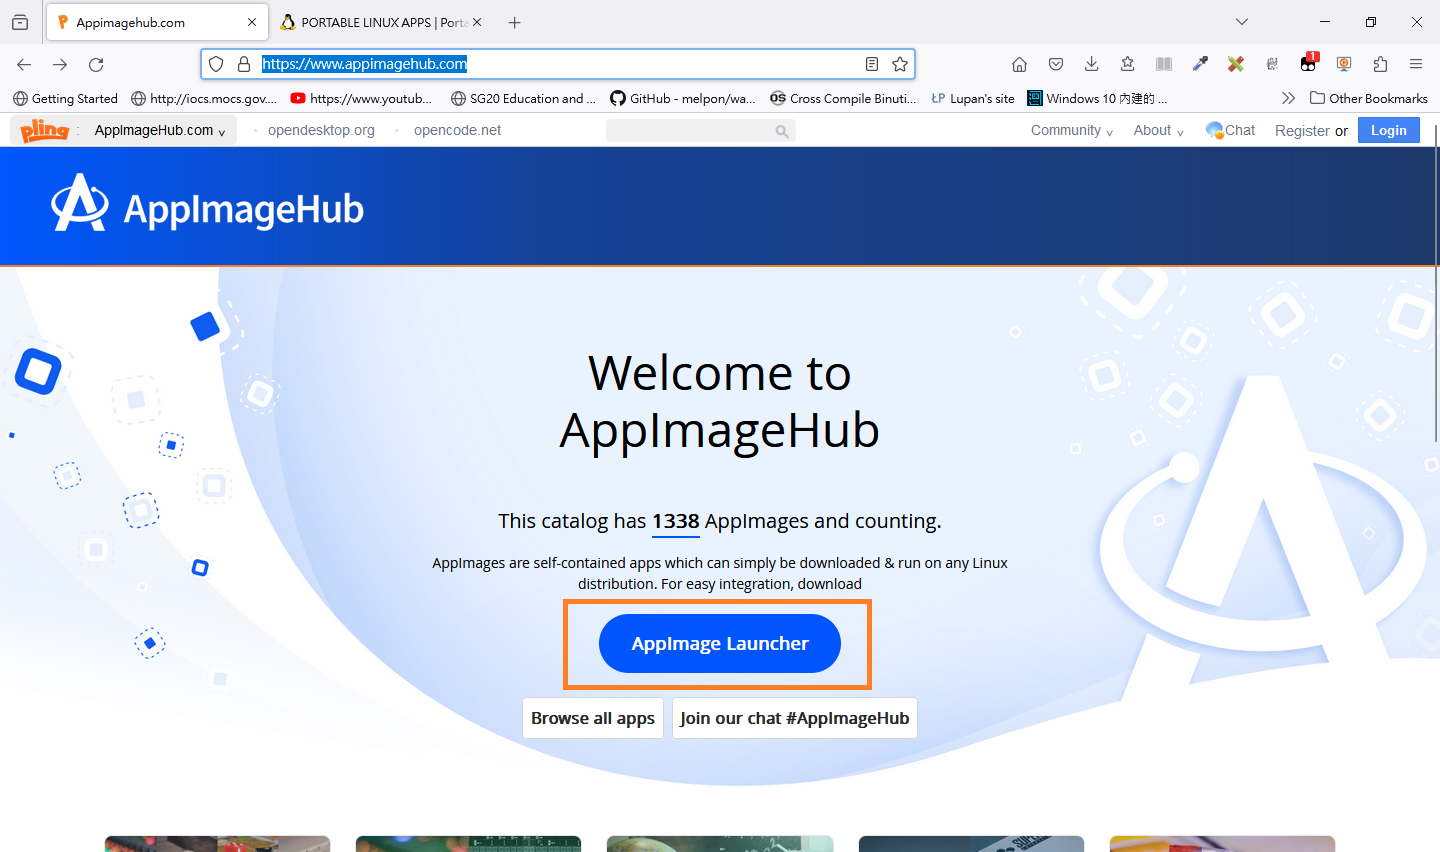 Appimagehub.com
PORTABLE LINUX APPS | Porta
https://www.appimagehub.com
1
Getting Started
http://iocs.mocs.gov....
https://www.youtub...
SG20 Education and ...
GitHub - melpon/wa...
OS Cross Compile Binuti...
ŁP Lupan's site
Windows 10 內建的 ...
Other Bookmarks
pling :
AppImageHub.com
opendesktop.org
opencode.net
Community
About
Chat
Register or
Login
AppImageHub
Welcome to
AppImageHub
This catalog has 1338 AppImages and counting.
AppImages are self-contained apps which can simply be downloaded & run on any Linux
distribution. For easy integration, download
AppImage Launcher
Browse all apps
Join our chat #AppImageHub